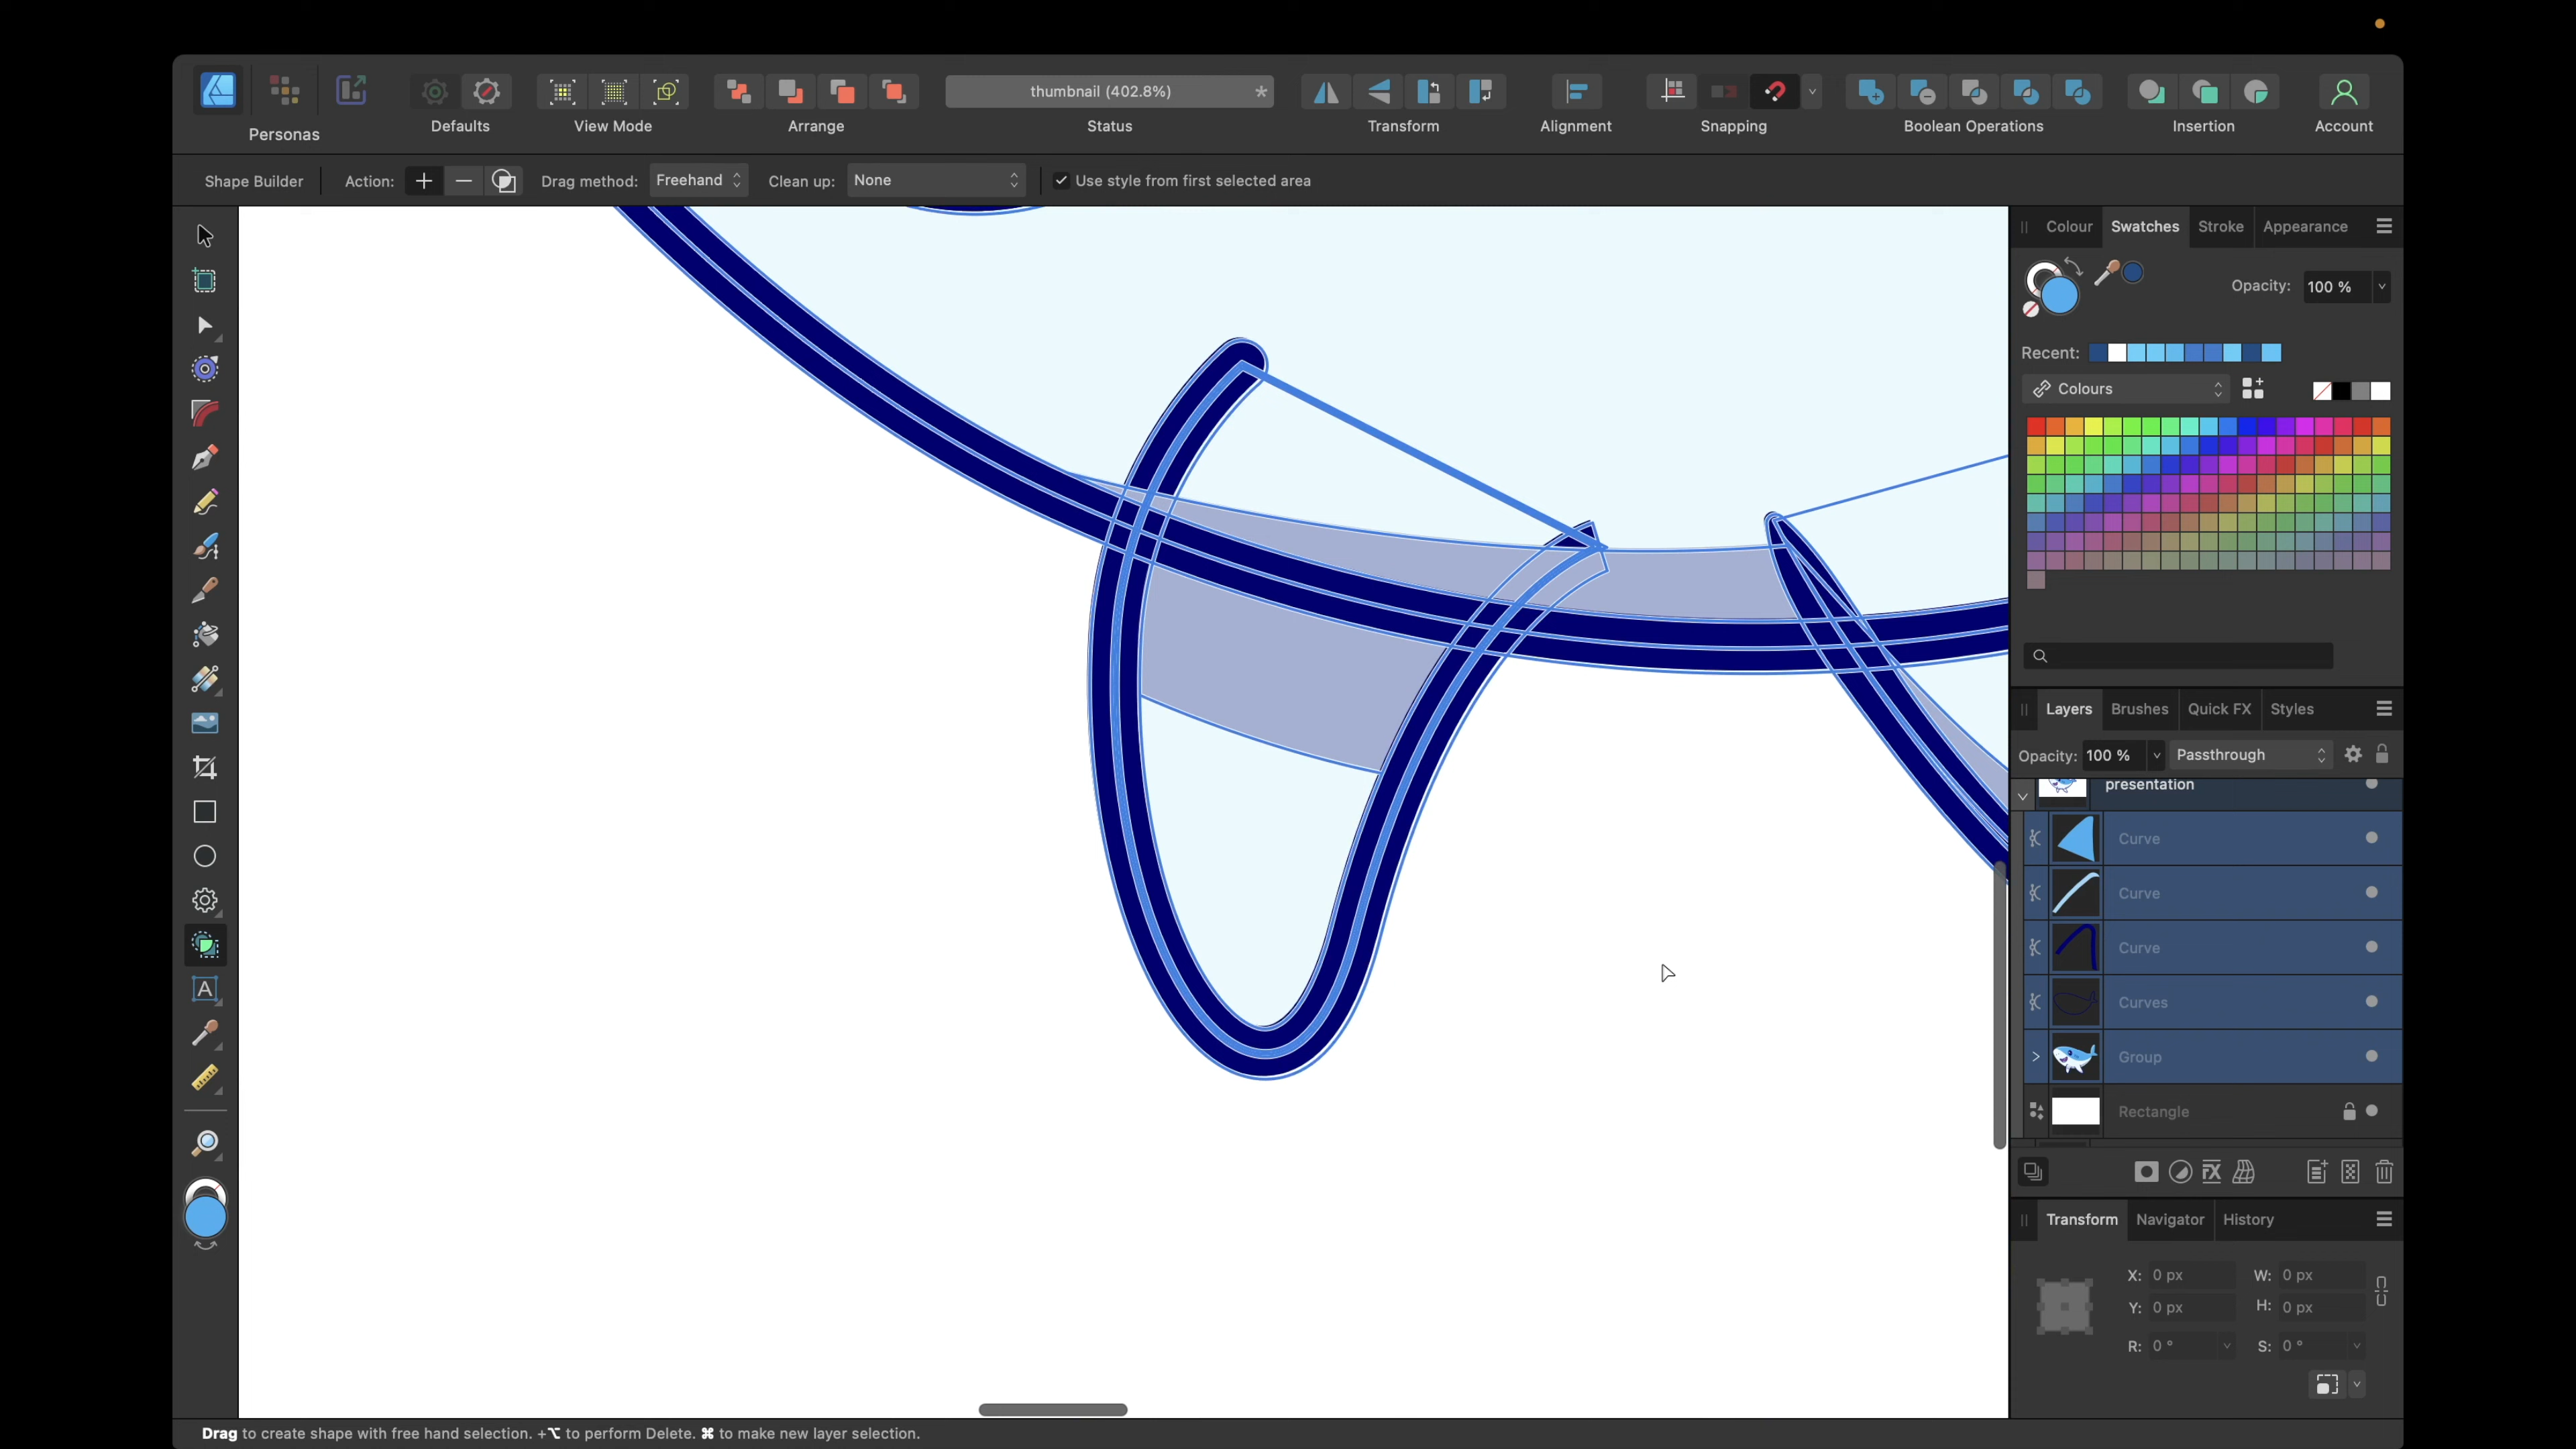 thumbnail (402.8%)
*
Personas
Defaults
View Mode
Arrange
Status
Transform
Alignment
Snapping
Boolean Operations
Insertion
Account
Shape Builder
Action:
Drag method:
Freehand
Clean up:
None
Use style from first selected area
Colour
Swatches
Stroke
Appearance
Opacity:
100 %
Recent:
Colours
Layers
Brushes
Quick FX
Styles
Opacity:
100 %
Passthrough
presentation
Curve
Curve
Curve
Curves
Group
Rectangle
Transform
Navigator
History
X: 0 px
W: 0 px
Y: 0 px
H: 0 px
R: 0 °
S: 0 °
Drag to create shape with free hand selection. +⌥ to perform Delete. ⌘ to make new layer selection.